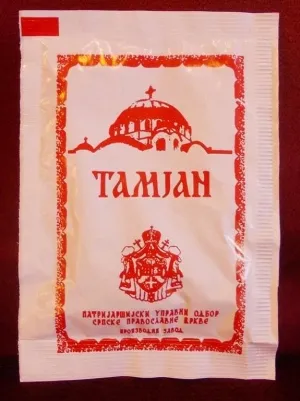 ТАМЈАН
ПАТРИЈАРШИЈСКИ УПРАВНИ ОДБОР
СРПСКЕ ПРАВОСЛАВНЕ ЦРКВЕ
ПРОИЗВОДНИ ЗАВОД